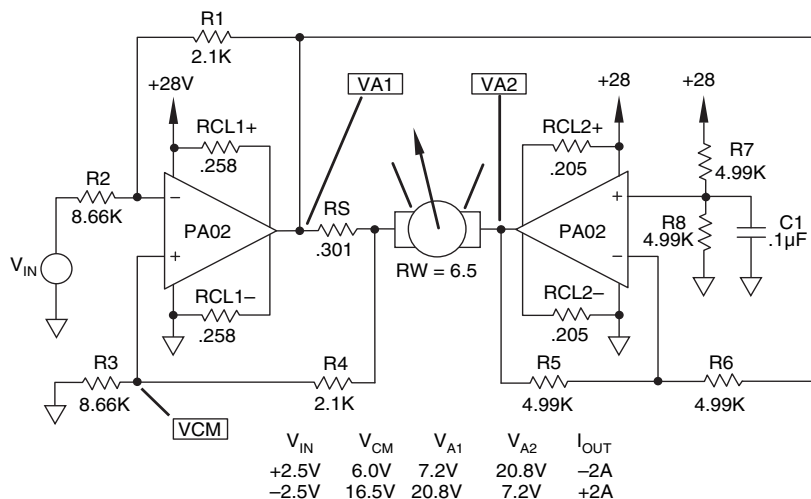 R1
2.1K
+28V
VA1
VA2
+28
+28
RCL1+
.258
RCL2+
.205
R7
4.99K
R2
8.66K
PA02
RS
.301
PA02
R8
4.99K
C1
.1µF
VIN
RW = 6.5
RCL1–
.258
RCL2–
.205
R3
8.66K
R4
2.1K
R5
4.99K
R6
4.99K
VCM
VIN VCM VA1 VA2 IOUT
+2.5V 6.0V 7.2V 20.8V –2A
–2.5V 16.5V 20.8V 7.2V +2A